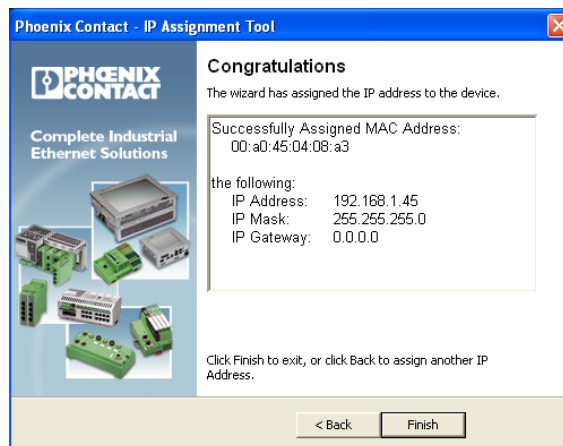 Phoenix Contact - IP Assignment Tool
PHŒNIX
CONTACT
Complete Industrial
Ethernet Solutions
Congratulations
The wizard has assigned the IP address to the device.
Successfully Assigned MAC Address:
00:a0:45:04:08:a3
the following:
IP Address: 192.168.1.45
IP Mask: 255.255.255.0
IP Gateway: 0.0.0.0
Click Finish to exit, or click Back to assign another IP
Address.
< Back Finish